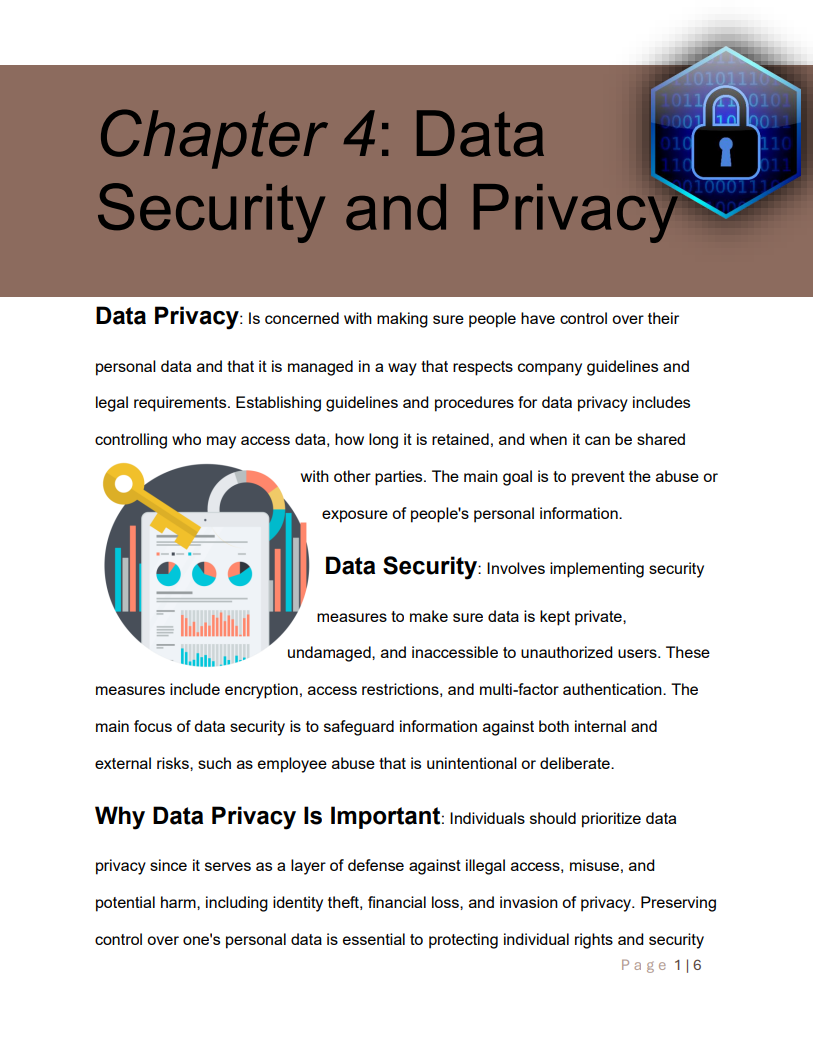 Chapter 4: Data
Security and Privacy
Data Privacy: Is concerned with making sure people have control over their
personal data and that it is managed in a way that respects company guidelines and
legal requirements. Establishing guidelines and procedures for data privacy includes
controlling who may access data, how long it is retained, and when it can be shared
with other parties. The main goal is to prevent the abuse or
exposure of people's personal information.
Data Security: Involves implementing security
measures to make sure data is kept private,
undamaged, and inaccessible to unauthorized users. These
measures include encryption, access restrictions, and multi-factor authentication. The
main focus of data security is to safeguard information against both internal and
external risks, such as employee abuse that is unintentional or deliberate.
Why Data Privacy Is Important: Individuals should prioritize data
privacy since it serves as a layer of defense against illegal access, misuse, and
potential harm, including identity theft, financial loss, and invasion of privacy. Preserving
control over one's personal data is essential to protecting individual rights and security
Page 1 | 6